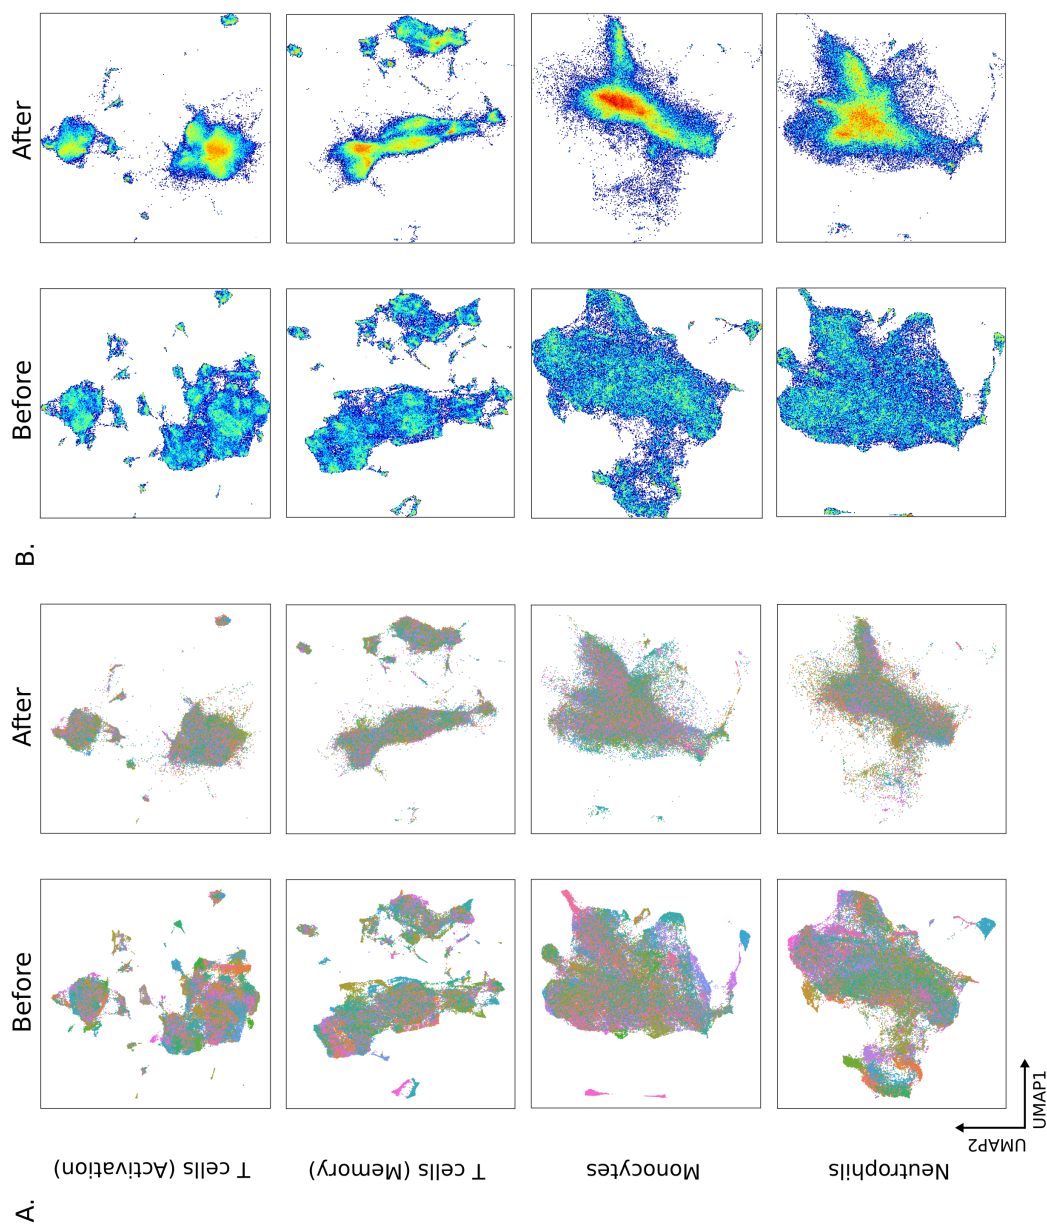 A.
Before
After
T cells (Activation)
T cells (Memory)
Monocytes
Neutrophils
UMAP2
UMAP1
B.
Before
After